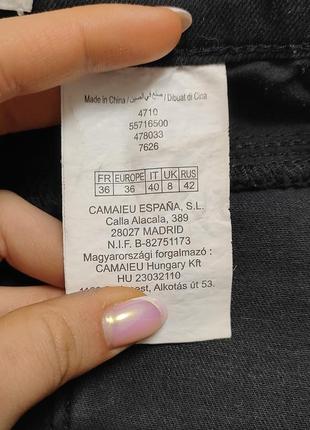 Made in China / صنع في الصين / Dibuat di Cina
4710
55716500
478033
7626
FR EUROPE IT UK RUS
36 36 40 8 42
CAMAIEU ESPAÑA, S.L.
Calla Alacala, 389
28027 MADRID
N.I.F. B-82751173
Magyarországi forgalmazó :
CAMAIEU Hungary Kft
HU 23032110
Alkotás út 53.